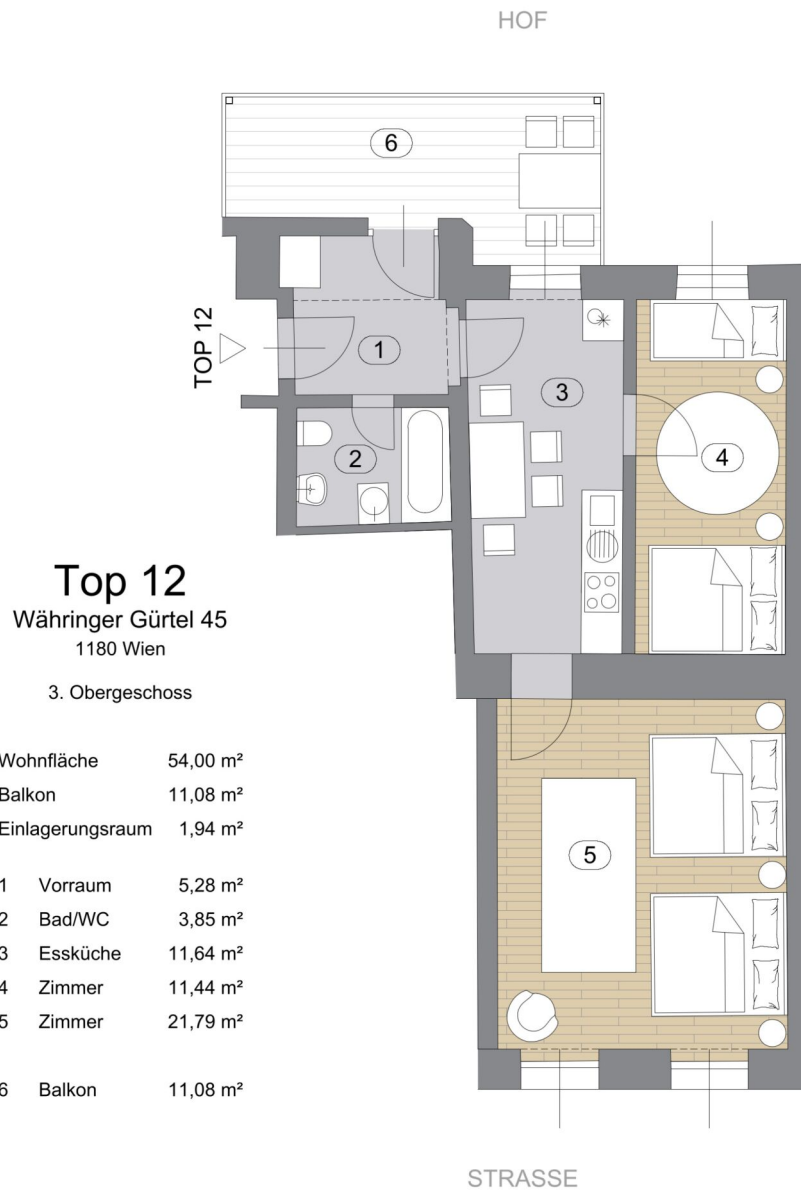 HOF
6
TOP 12
1
3
2
4
Top 12
Währinger Gürtel 45
1180 Wien
3. Obergeschoss
Wohnfläche 54,00 m²
Balkon 11,08 m²
Einlagerungsraum 1,94 m²
1 Vorraum 5,28 m²
2 Bad/WC 3,85 m²
3 Essküche 11,64 m²
4 Zimmer 11,44 m²
5 Zimmer 21,79 m²
6 Balkon 11,08 m²
5
STRASSE